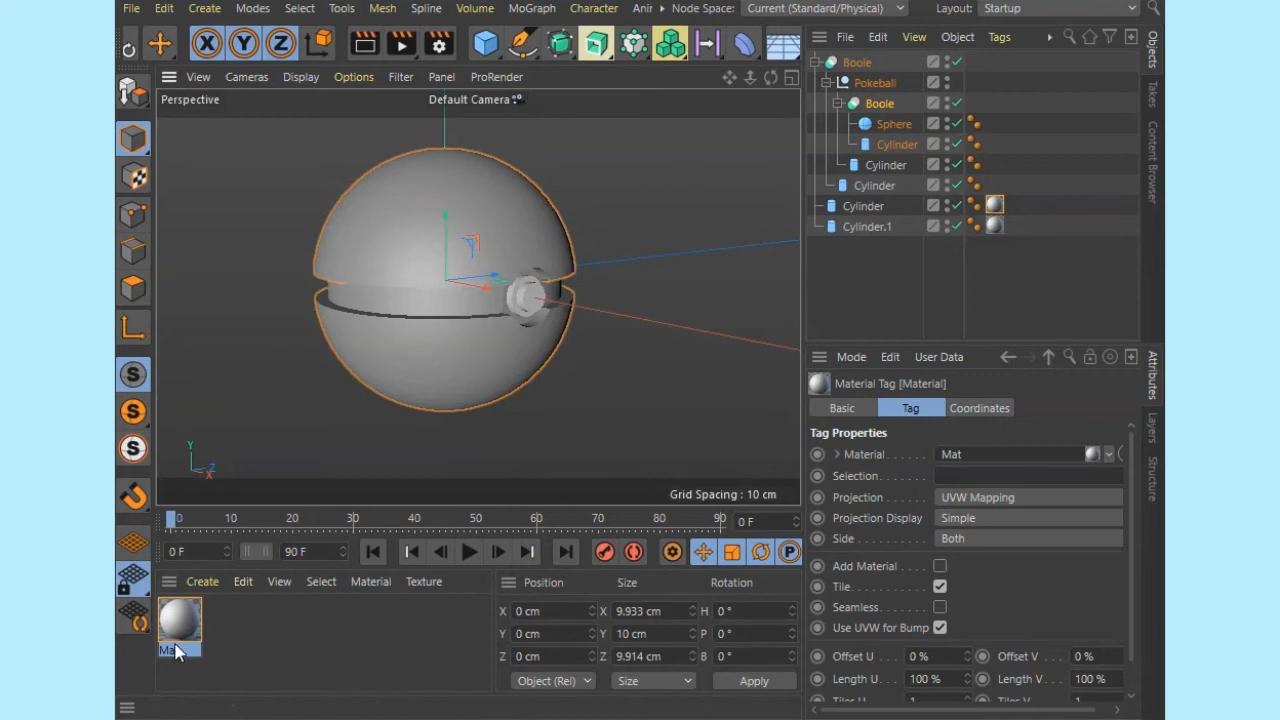 File Edit Create Modes Select Tools Mesh Spline Volume MoGraph Character Node Space: Current (Standard/Physical) Layout: Startup
X Y Z
File Edit View Object Tags
View Cameras Display Options Filter Panel ProRender
Perspective
Default Camera
Boole
Pokeball
Boole
Sphere
Cylinder
Cylinder
Cylinder
Cylinder
Cylinder.1
Objects
Takes
Content Browser
Y
Z
X
Grid Spacing : 10 cm
Mode Edit User Data
Material Tag [Material]
Basic Tag Coordinates
Tag Properties
Material Mat
Selection
Projection UVW Mapping
Projection Display Simple
Side Both
Add Material
Tile
Seamless
Use UVW for Bump
Offset U 0 % Offset V 0 %
Length U 100 % Length V 100 %
Attributes
Layers
Structure
S
S
S
0 10 20 30 40 50 60 70 80 90 0 F
0 F 90 F P
Create Edit View Select Material Texture
Position Size Rotation
X 0 cm X 9.933 cm H 0 °
Y 0 cm Y 10 cm P 0 °
Z 0 cm Z 9.914 cm B 0 °
Object (Rel) Size Apply